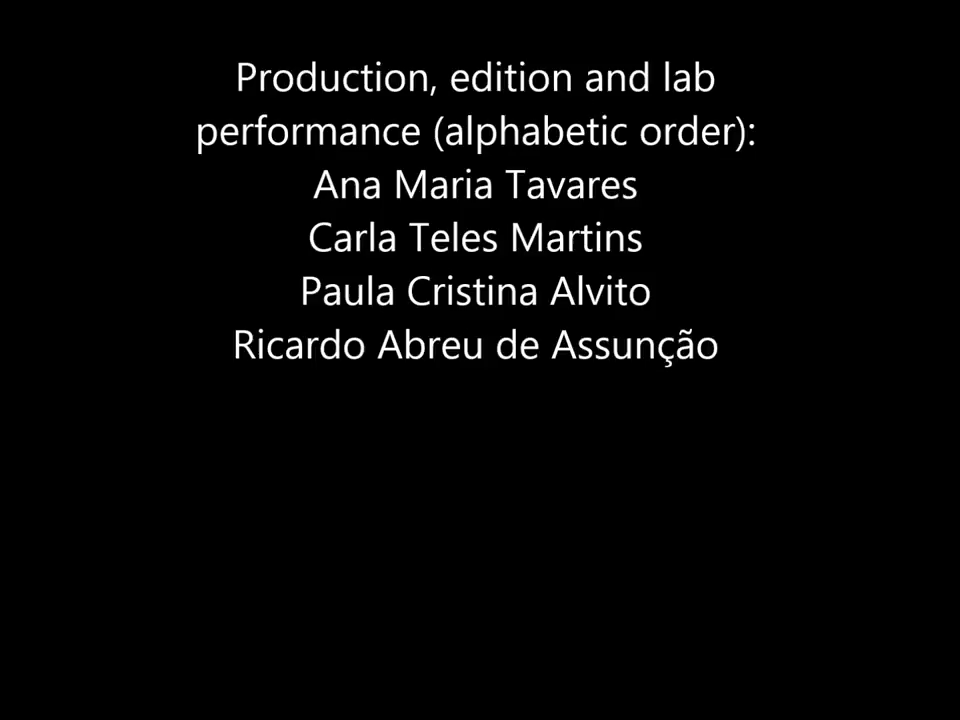 Production, edition and lab
performance (alphabetic order):
Ana Maria Tavares
Carla Teles Martins
Paula Cristina Alvito
Ricardo Abreu de Assunção